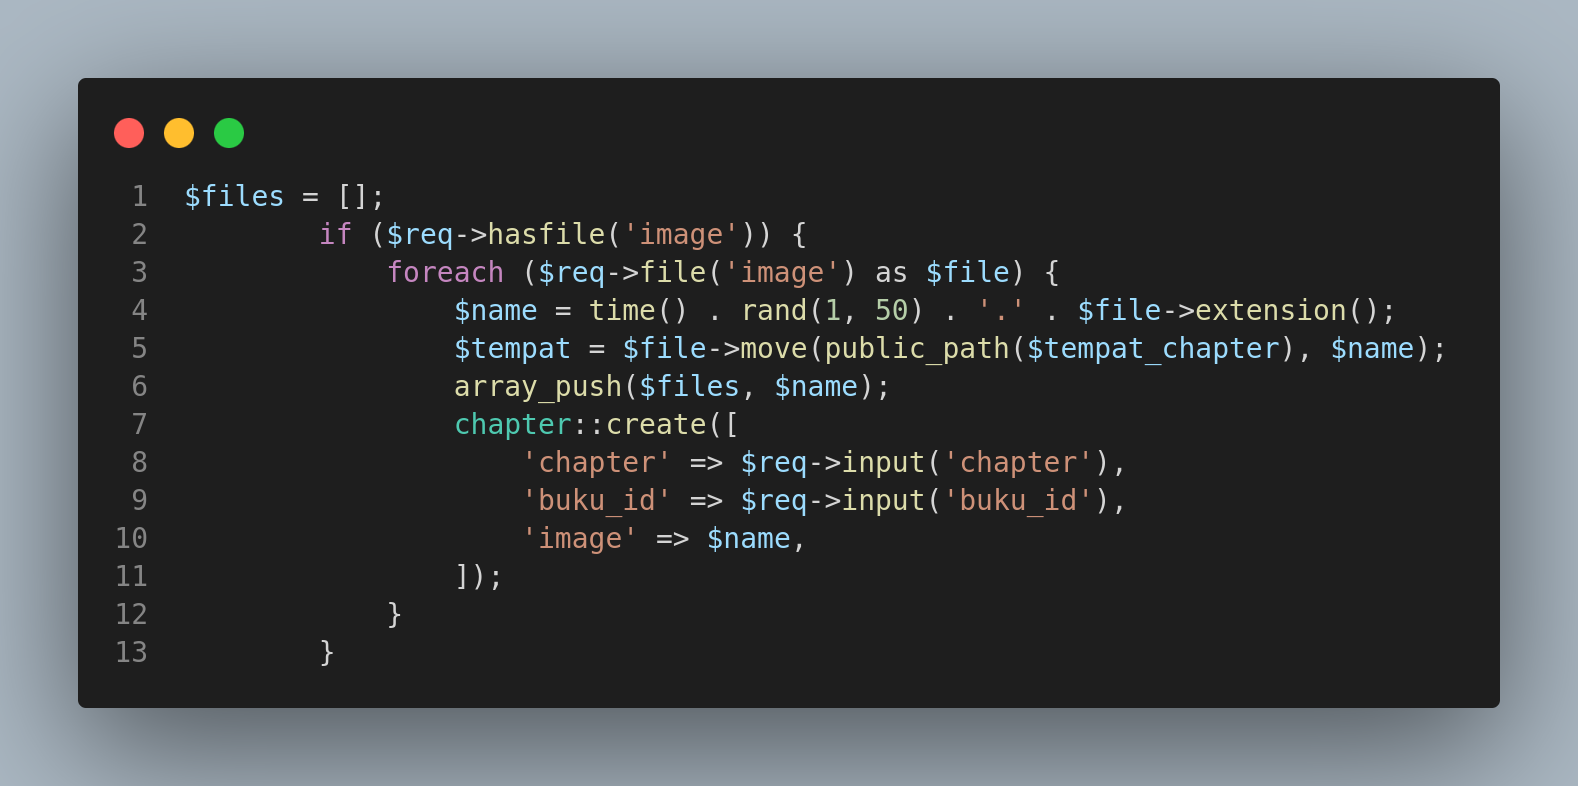 1 $files = [];
2 if ($req->hasfile('image')) {
3 foreach ($req->file('image') as $file) {
4 $name = time() . rand(1, 50) . '.' . $file->extension();
5 $tempat = $file->move(public_path($tempat_chapter), $name);
6 array_push($files, $name);
7 chapter::create([
8 'chapter' => $req->input('chapter'),
9 'buku_id' => $req->input('buku_id'),
10 'image' => $name,
11 ]);
12 }
13 }